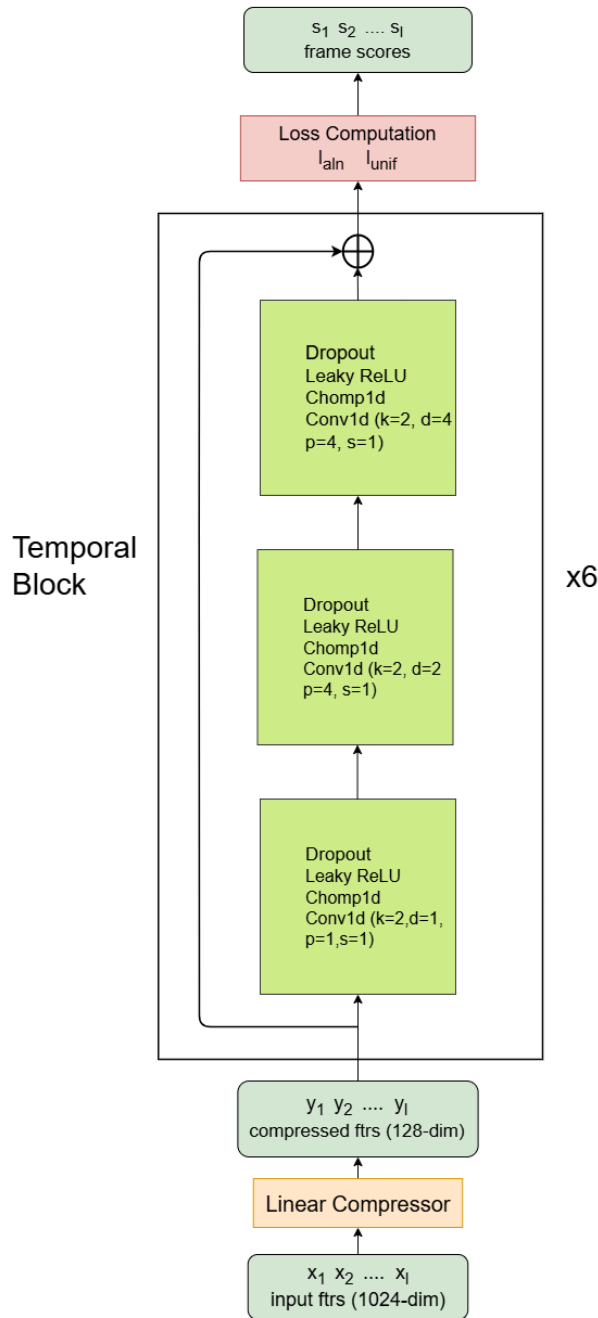 s1 s2 .... sl
frame scores
Loss Computation
laln lunif
Dropout
Leaky ReLU
Chomp1d
Conv1d (k=2, d=4
p=4, s=1)
Temporal
Block
x6
Dropout
Leaky ReLU
Chomp1d
Conv1d (k=2, d=2
p=4, s=1)
Dropout
Leaky ReLU
Chomp1d
Conv1d (k=2,d=1,
p=1,s=1)
y1 y2 .... yl
compressed ftrs (128-dim)
Linear Compressor
x1 x2 .... xl
input ftrs (1024-dim)